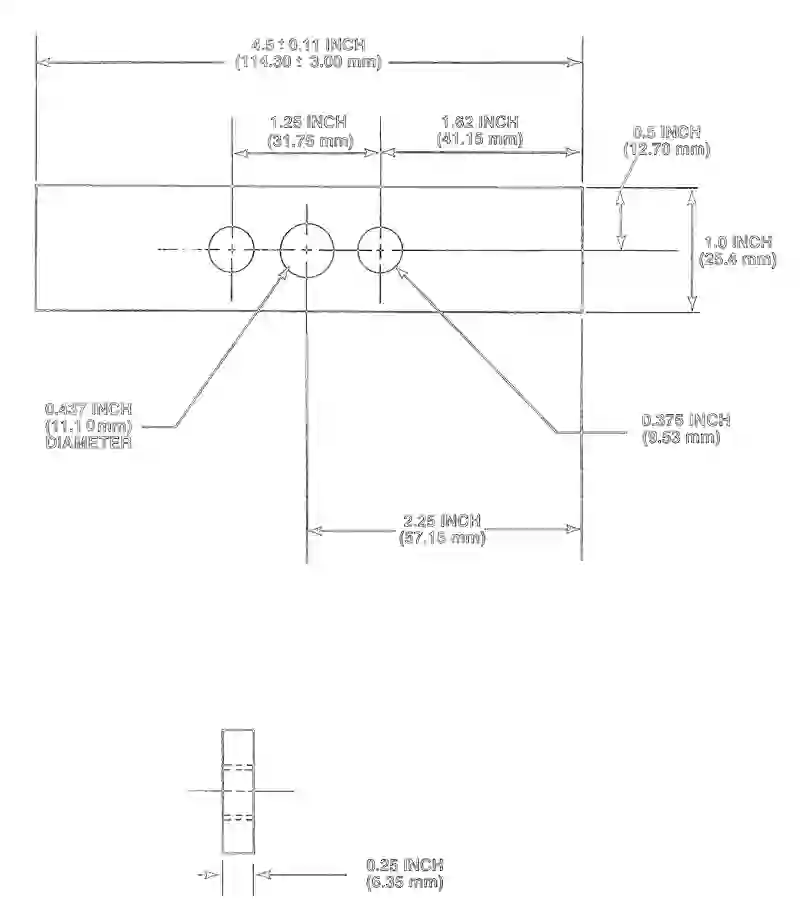 4.5 ± 0.11 INCH
(114.30 ± 3.00 mm)
1.25 INCH
(31.75 mm)
1.62 INCH
(41.15 mm)
0.5 INCH
(12.70 mm)
1.0 INCH
(25.4 mm)
0.437 INCH
(11.10 mm)
DIAMETER
0.375 INCH
(9.53 mm)
2.25 INCH
(57.15 mm)
0.25 INCH
(6.35 mm)